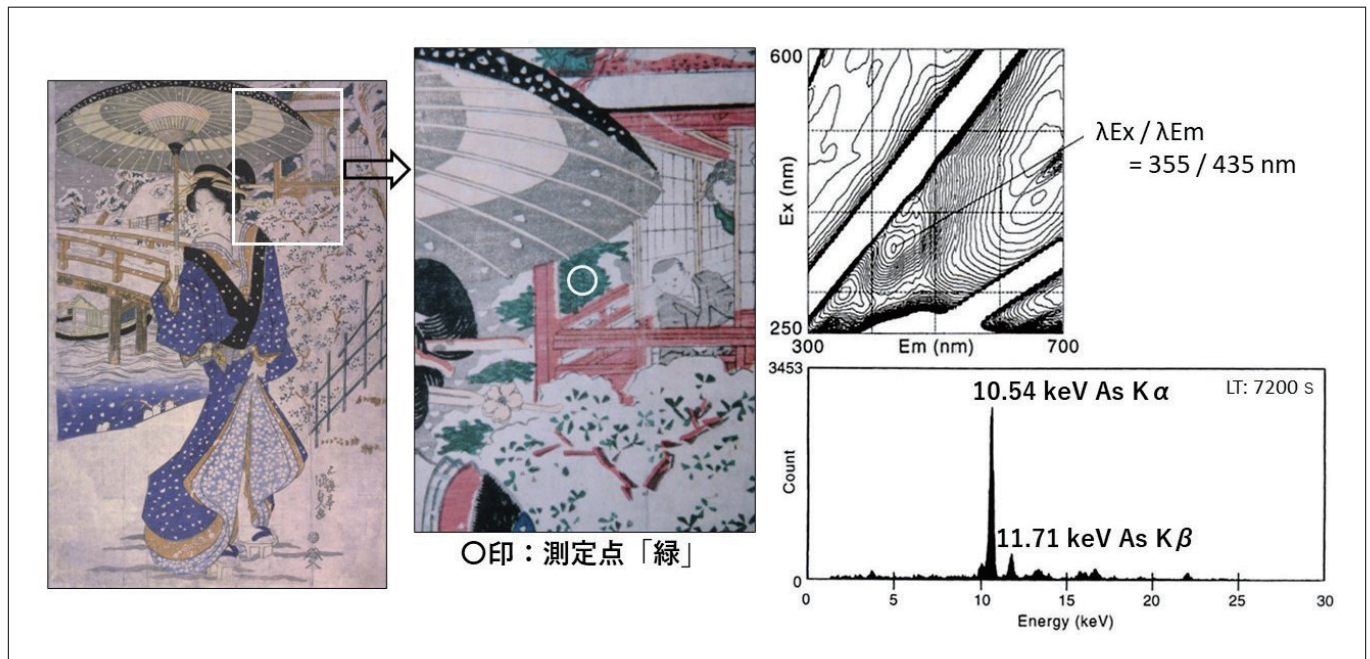 〇印：測定点「緑」
600
Ex (nm)
250
300
Em (nm)
700
λEx / λEm
= 355 / 435 nm
3453
Count
0
10.54 keV As Kα
LT: 7200 s
11.71 keV As Kβ
0
5
10
15
20
25
30
Energy (keV)